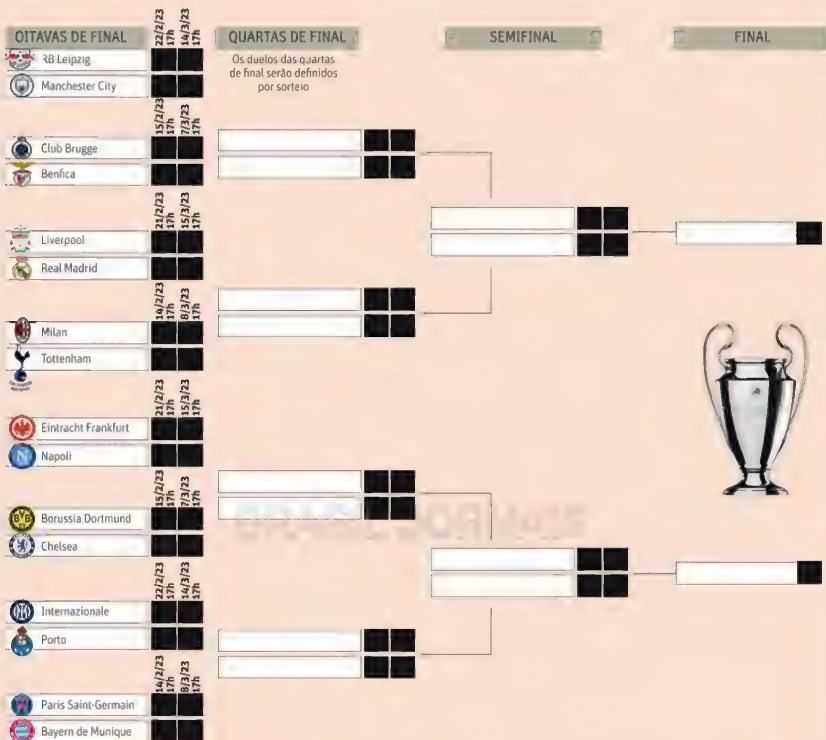 OITAVAS DE FINAL
22/2/23
17h
14/3/23
17h
QUARTAS DE FINAL
SEMIFINAL
FINAL
RB Leipzig
Manchester City
Os duelos das quartas
de final serão definidos
por sorteio
15/2/23
17h
7/3/23
17h
Club Brugge
Benfica
21/2/23
17h
15/3/23
17h
Liverpool
Real Madrid
14/2/23
17h
8/3/23
17h
Milan
Tottenham
21/2/23
17h
15/3/23
17h
Eintracht Frankfurt
N Napoli
15/2/23
17h
7/3/23
17h
BVB Borussia Dortmund
Chelsea
22/2/23
17h
14/3/23
17h
Internazionale
Porto
14/2/23
17h
8/3/23
17h
Paris Saint-Germain
Bayern de Munique